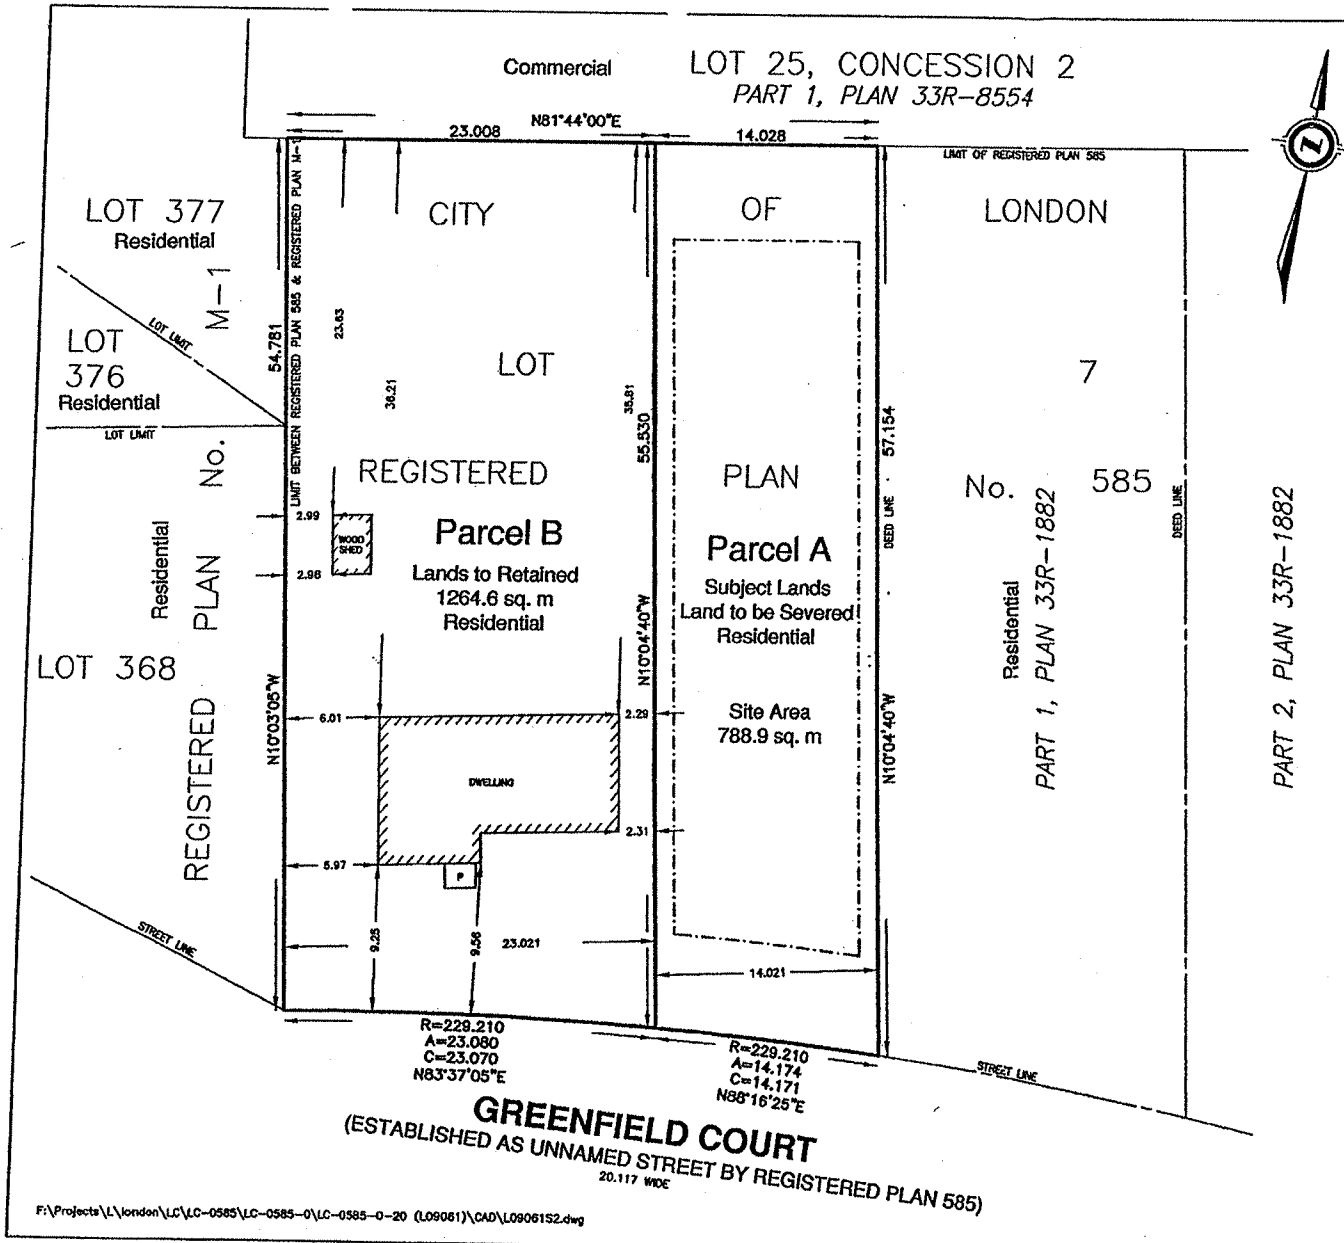 Commercial
LOT 25, CONCESSION 2
PART 1, PLAN 33R-8554
N81°44'00"E
23.008
14.028
LIMIT OF REGISTERED PLAN 585
LOT 377
Residential
M-1
CITY
OF
LONDON
LIMIT BETWEEN REGISTERED PLAN 585 & REGISTERED PLAN M-1
54.781
23.63
LOT LIMIT
LOT
376
Residential
LOT LIMIT
36.21
LOT
35.81
55.530
57.154
7
REGISTERED PLAN No.
REGISTERED
PLAN
No.
585
DEED LINE
DEED LINE
PART 1, PLAN 33R-1882
PART 2, PLAN 33R-1882
Residential
Residential
2.99
WOOD
SHED
2.98
Parcel B
Lands to Retained
1264.6 sq. m
Residential
Parcel A
Subject Lands
Land to be Severed
Residential
Site Area
788.9 sq. m
N10°04'40"W
N10°04'40"W
LOT 368
N10°03'05"W
6.01
2.29
DWELLING
2.31
5.97
P
9.25
9.56
23.021
14.021
STREET LINE
R=229.210
A=23.080
C=23.070
N83°37'05"E
R=229.210
A=14.174
C=14.171
N88°16'25"E
STREET LINE
GREENFIELD COURT
(ESTABLISHED AS UNNAMED STREET BY REGISTERED PLAN 585)
20.117 WIDE
F:\Projects\L\london\LC\LC-0585\LC-0585-0\LC-0585-0-20 (L09061)\CAD\L09061S2.dwg